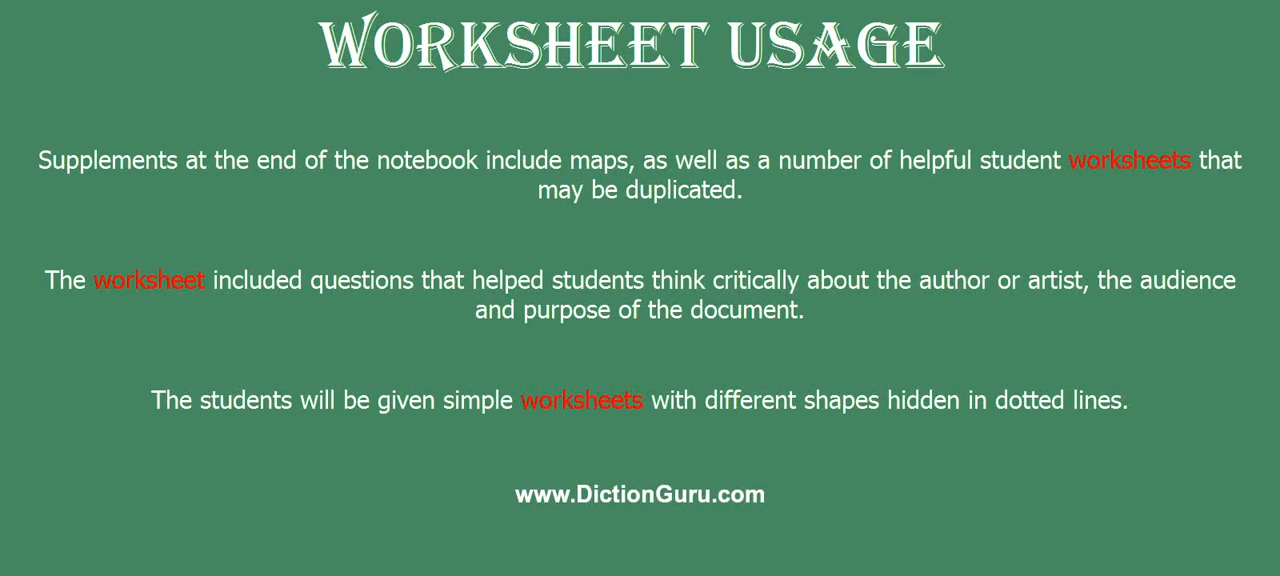 WORKSHEET USAGE
Supplements at the end of the notebook include maps, as well as a number of helpful student worksheets that
may be duplicated.
The worksheet included questions that helped students think critically about the author or artist, the audience
and purpose of the document.
The students will be given simple worksheets with different shapes hidden in dotted lines.
www.DictionGuru.com